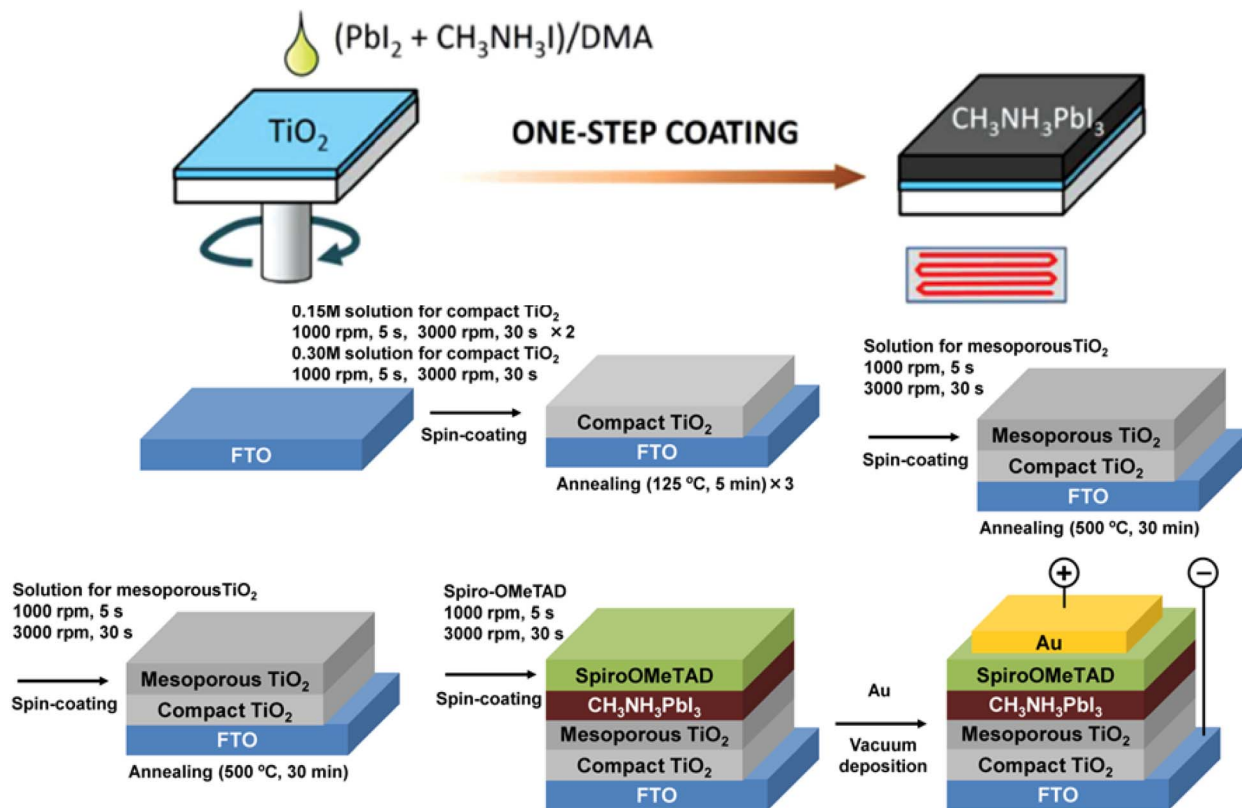 (PbI₂ + CH₃NH₃I)/DMA
TiO₂
ONE-STEP COATING
CH₃NH₃PbI₃
0.15M solution for compact TiO₂
1000 rpm, 5 s, 3000 rpm, 30 s ×2
0.30M solution for compact TiO₂
1000 rpm, 5 s, 3000 rpm, 30 s
FTO
Spin-coating
Compact TiO₂
FTO
Annealing (125 ºC, 5 min)×3
Solution for mesoporousTiO₂
1000 rpm, 5 s
3000 rpm, 30 s
Spin-coating
Mesoporous TiO₂
Compact TiO₂
FTO
Annealing (500 ºC, 30 min)
Solution for mesoporousTiO₂
1000 rpm, 5 s
3000 rpm, 30 s
Spin-coating
Mesoporous TiO₂
Compact TiO₂
FTO
Annealing (500 ºC, 30 min)
Spiro-OMeTAD
1000 rpm, 5 s
3000 rpm, 30 s
Spin-coating
SpiroOMeTAD
CH₃NH₃PbI₃
Mesoporous TiO₂
Compact TiO₂
FTO
Au
Vacuum
deposition
+
−
Au
SpiroOMeTAD
CH₃NH₃PbI₃
Mesoporous TiO₂
Compact TiO₂
FTO